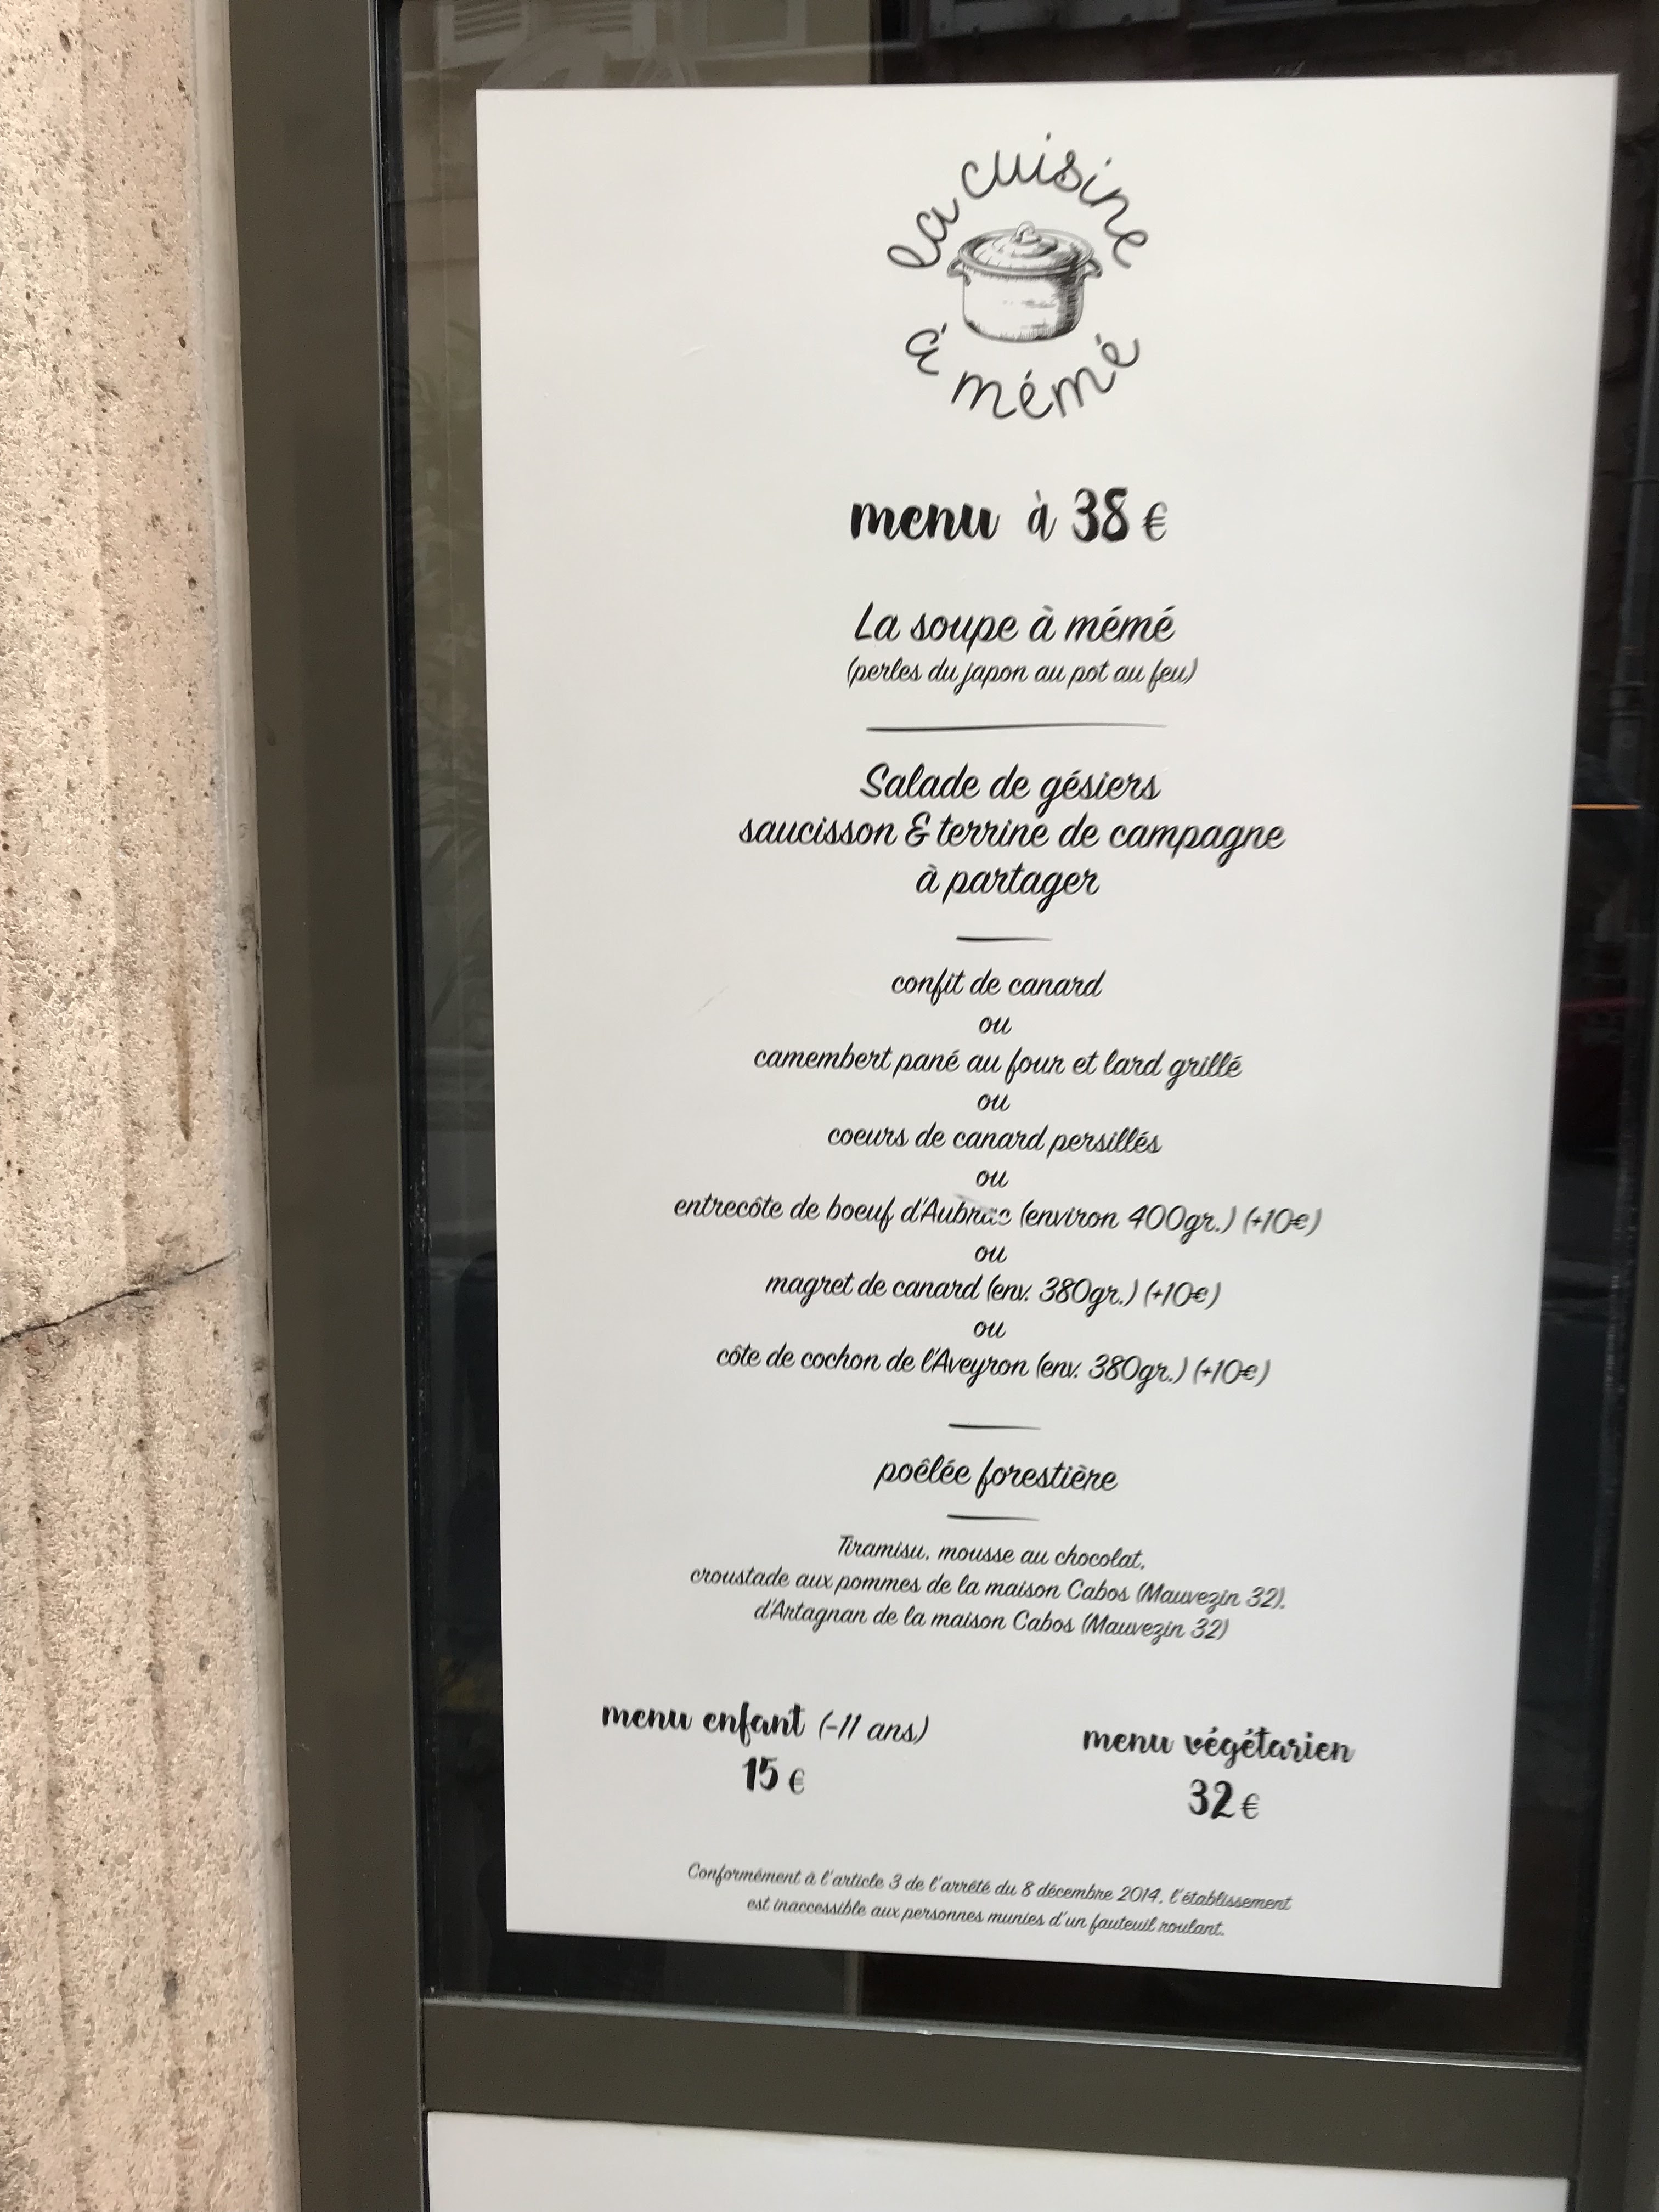 la cuisine
à mémé
menu à 38 €
La soupe à mémé
(perles du japon au pot au feu)
Salade de gésiers
saucisson & terrine de campagne
à partager
confit de canard
ou
camembert pané au four et lard grillé
ou
coeurs de canard persillés
ou
entrecôte de boeuf d'Aubrac (environ 400gr.) (+10€)
ou
magret de canard (env. 380gr.) (+10€)
ou
côte de cochon de l'Aveyron (env. 380gr.) (+10€)
poêlée forestière
Tiramisu, mousse au chocolat,
croustade aux pommes de la maison Cabos (Mauvezin 32),
d'Artagnan de la maison Cabos (Mauvezin 32)
menu enfant (-11 ans)
15 €
menu végétarien
32 €
Conformément à l'article 3 de l'arrêté du 8 décembre 2014, l'établissement
est inaccessible aux personnes munies d'un fauteuil roulant.